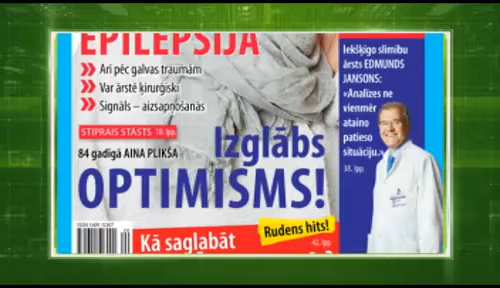 EPILEPSIJA
Arī pēc galvas traumām
Var ārstēt ķirurģiski
Signāls – aizsapņošanās
STIPRAIS STĀSTS 10. lpp.
84 gadīgā AINA PLIKŠA
Izglābs
OPTIMISMS!
Iekšķīgo slimību
ārsts EDMUNDS
JANSONS:
«Analīzes ne
vienmēr
ataino
patieso
situāciju.»
38. lpp.
Rudens hits!
42. lpp.
Kā saglabāt